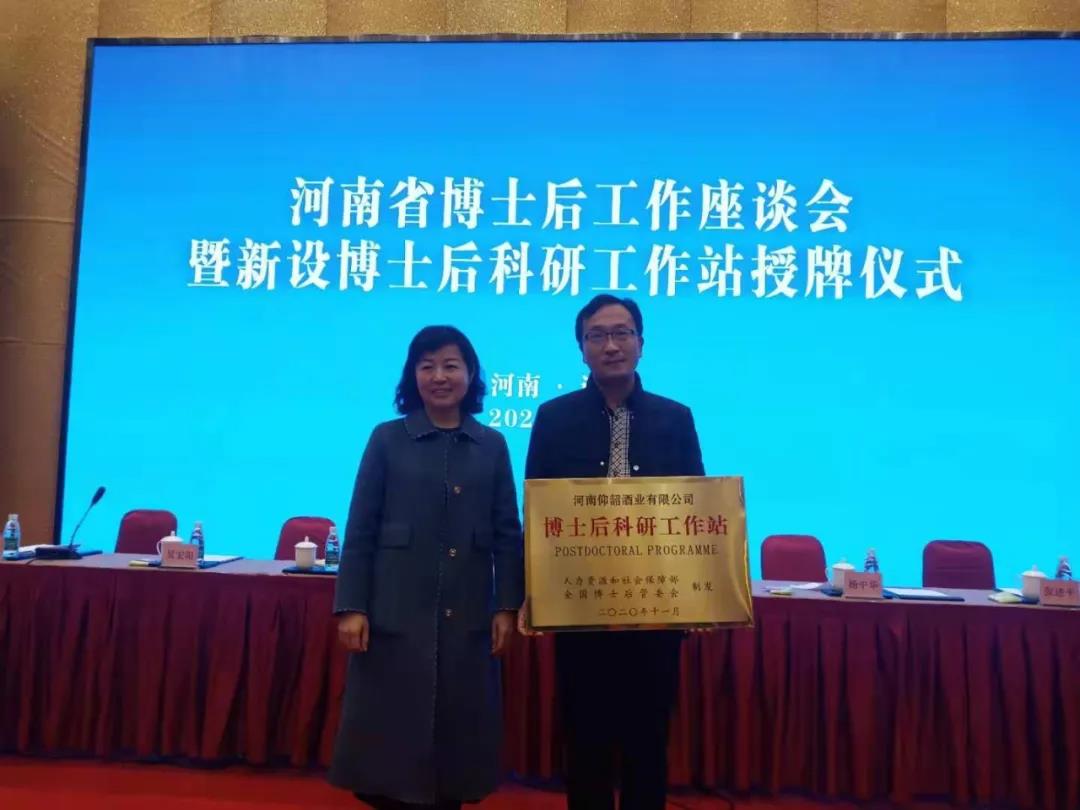 河南省博士后工作座谈会
暨新设博士后科研工作站授牌仪式
河南·
202
河南仰韶酒业有限公司
博士后科研工作站
POSTDOCTORAL PROGRAMME
人力资源和社会保障部
全国博士后管委会
制发
二〇二〇年十一月
杨中华